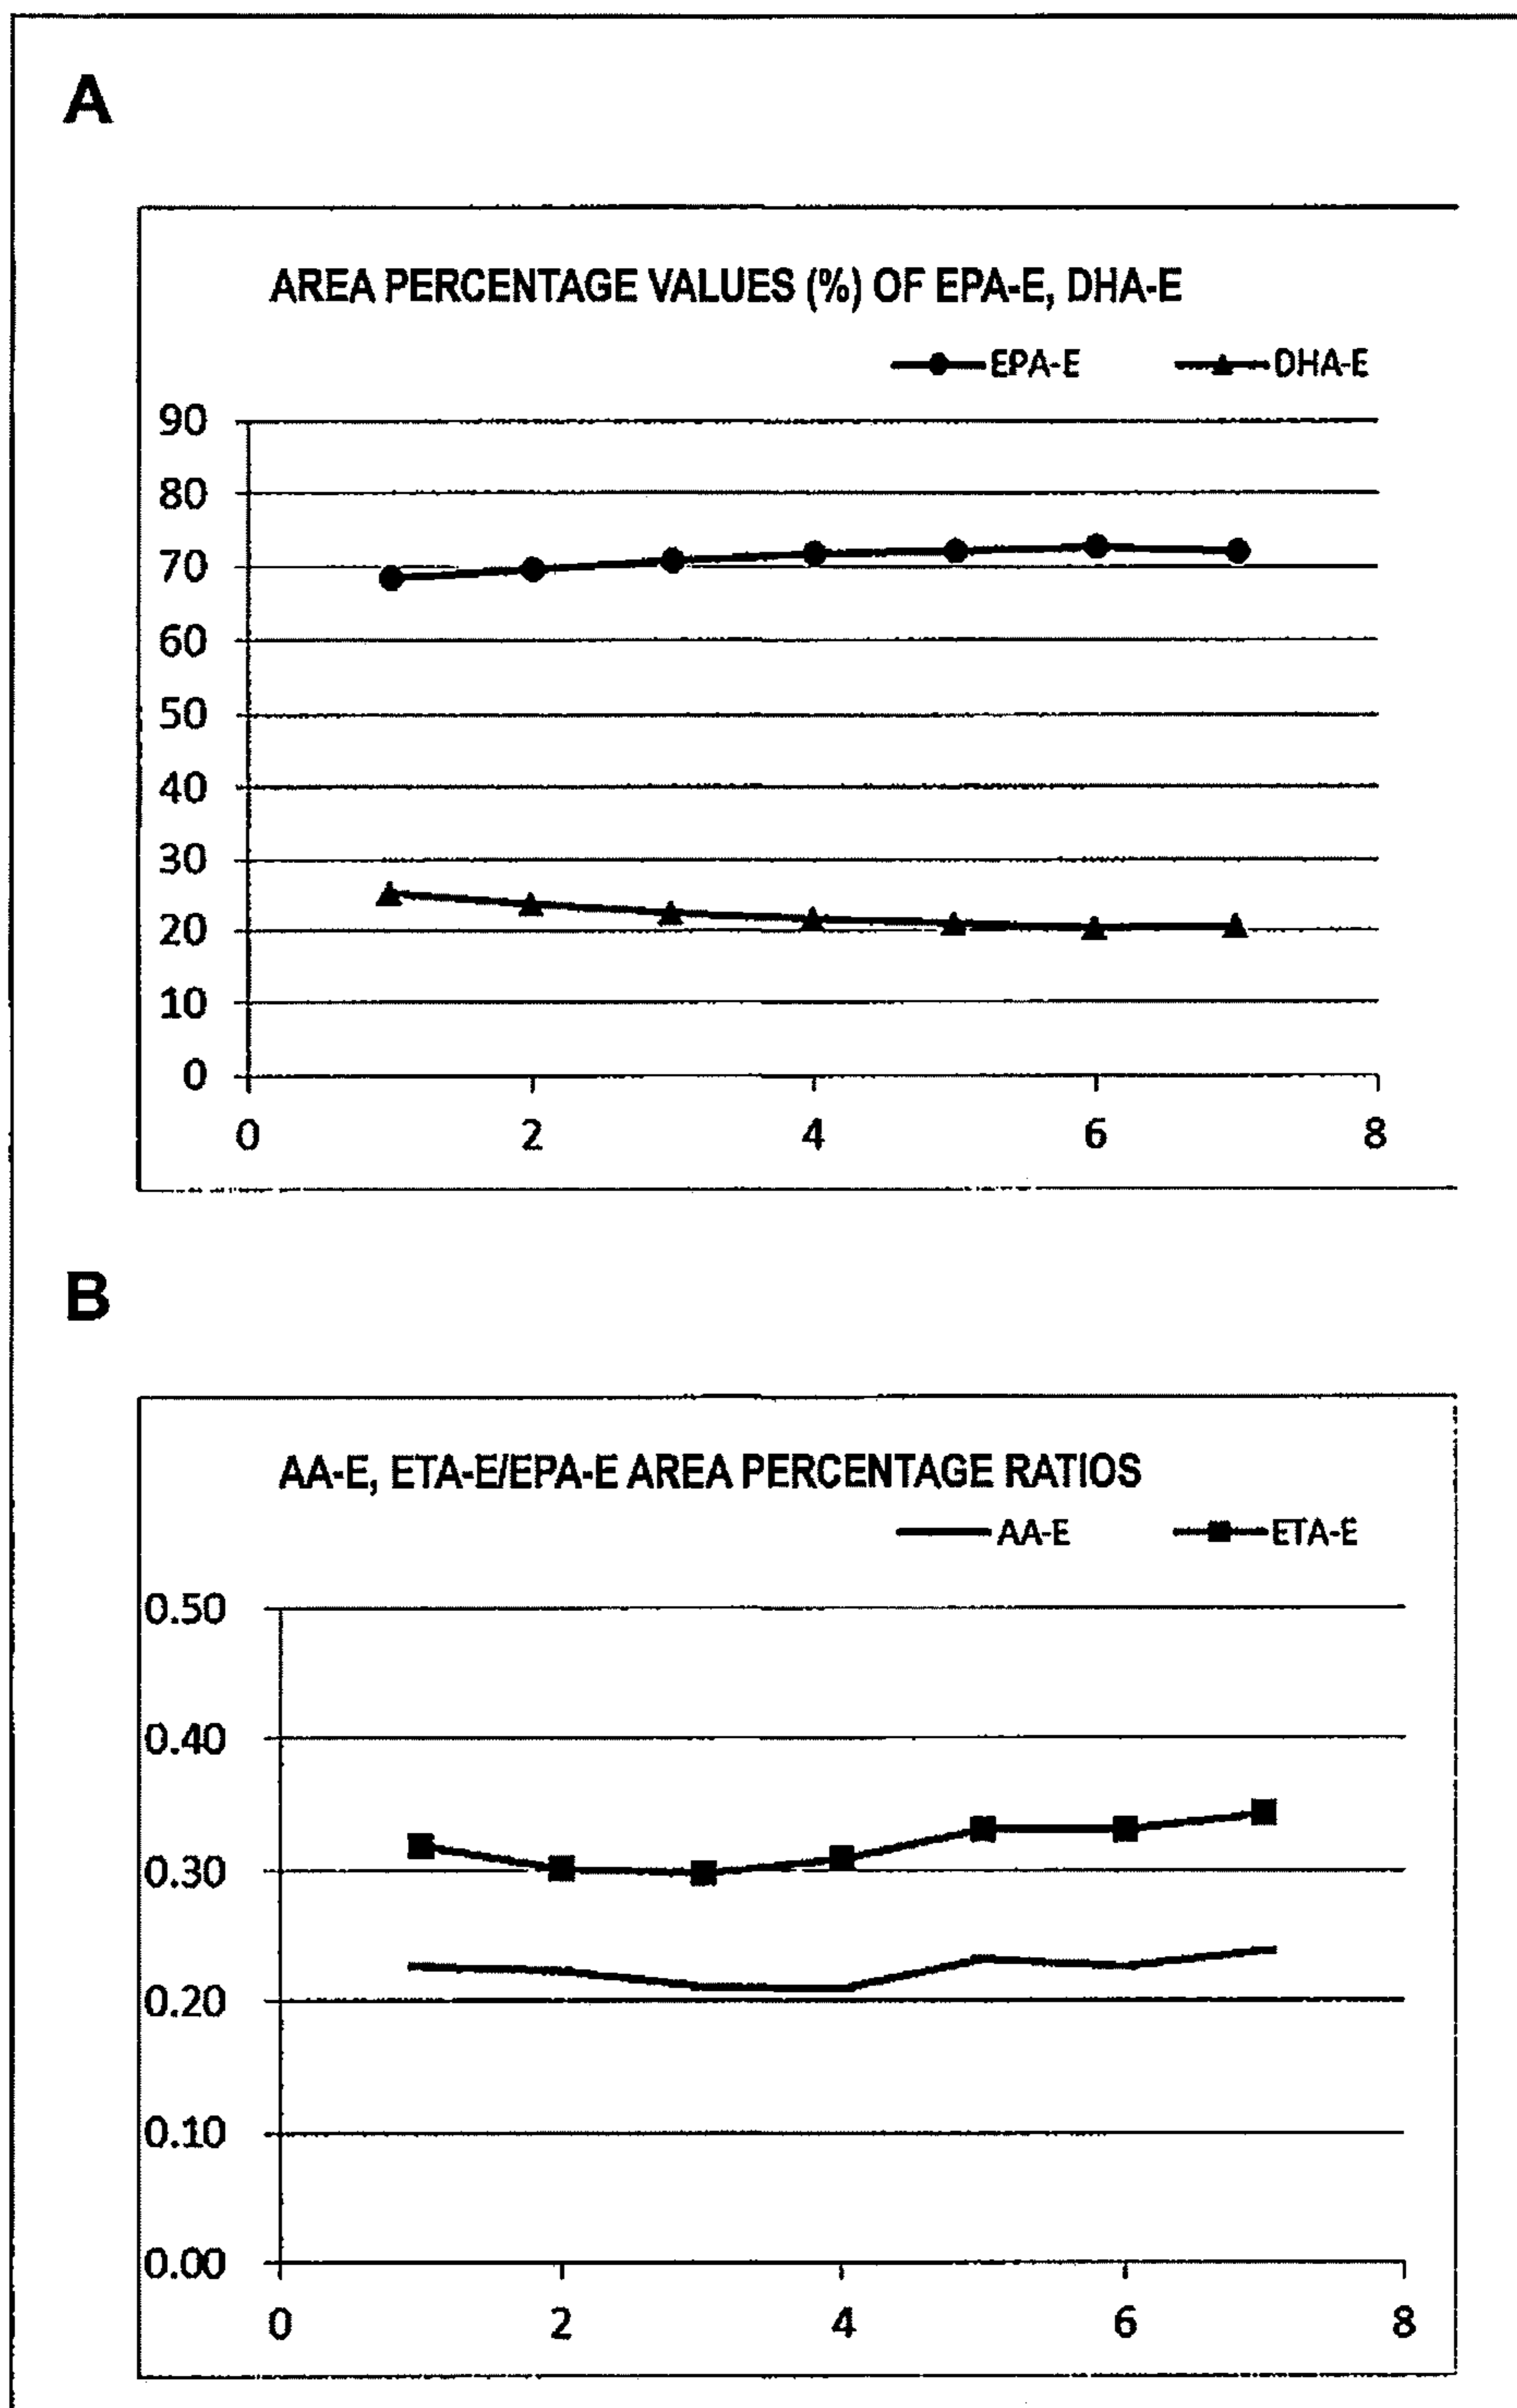 A
AREA PERCENTAGE VALUES (%) OF EPA-E, DHA-E
EPA-E DHA-E
90
80
70
60
50
40
30
20
10
0
0 2 4 6 8
B
AA-E, ETA-E/EPA-E AREA PERCENTAGE RATIOS
AA-E ETA-E
0.50
0.40
0.30
0.20
0.10
0.00
0 2 4 6 8